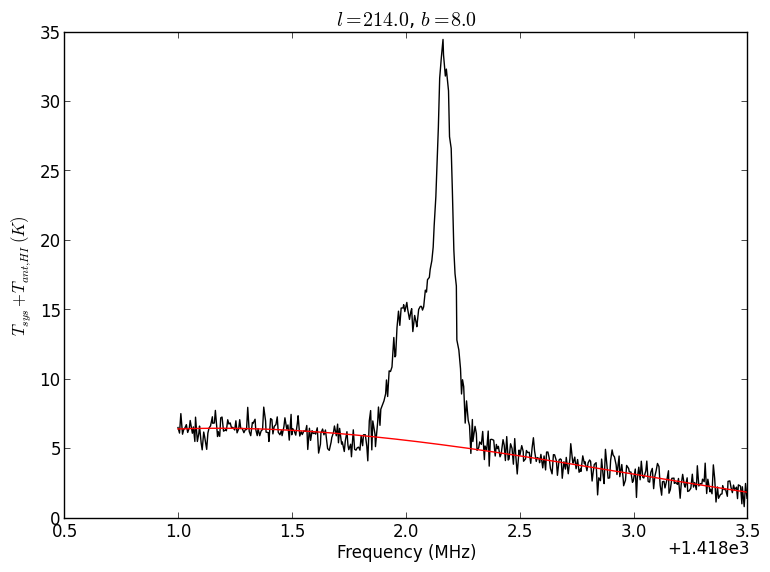 l = 214.0, b = 8.0
T_sys + T_ant,HI (K)
35
30
25
20
15
10
5
0
0.5 1.0 1.5 2.0 2.5 3.0 3.5
Frequency (MHz)
+1.418e3